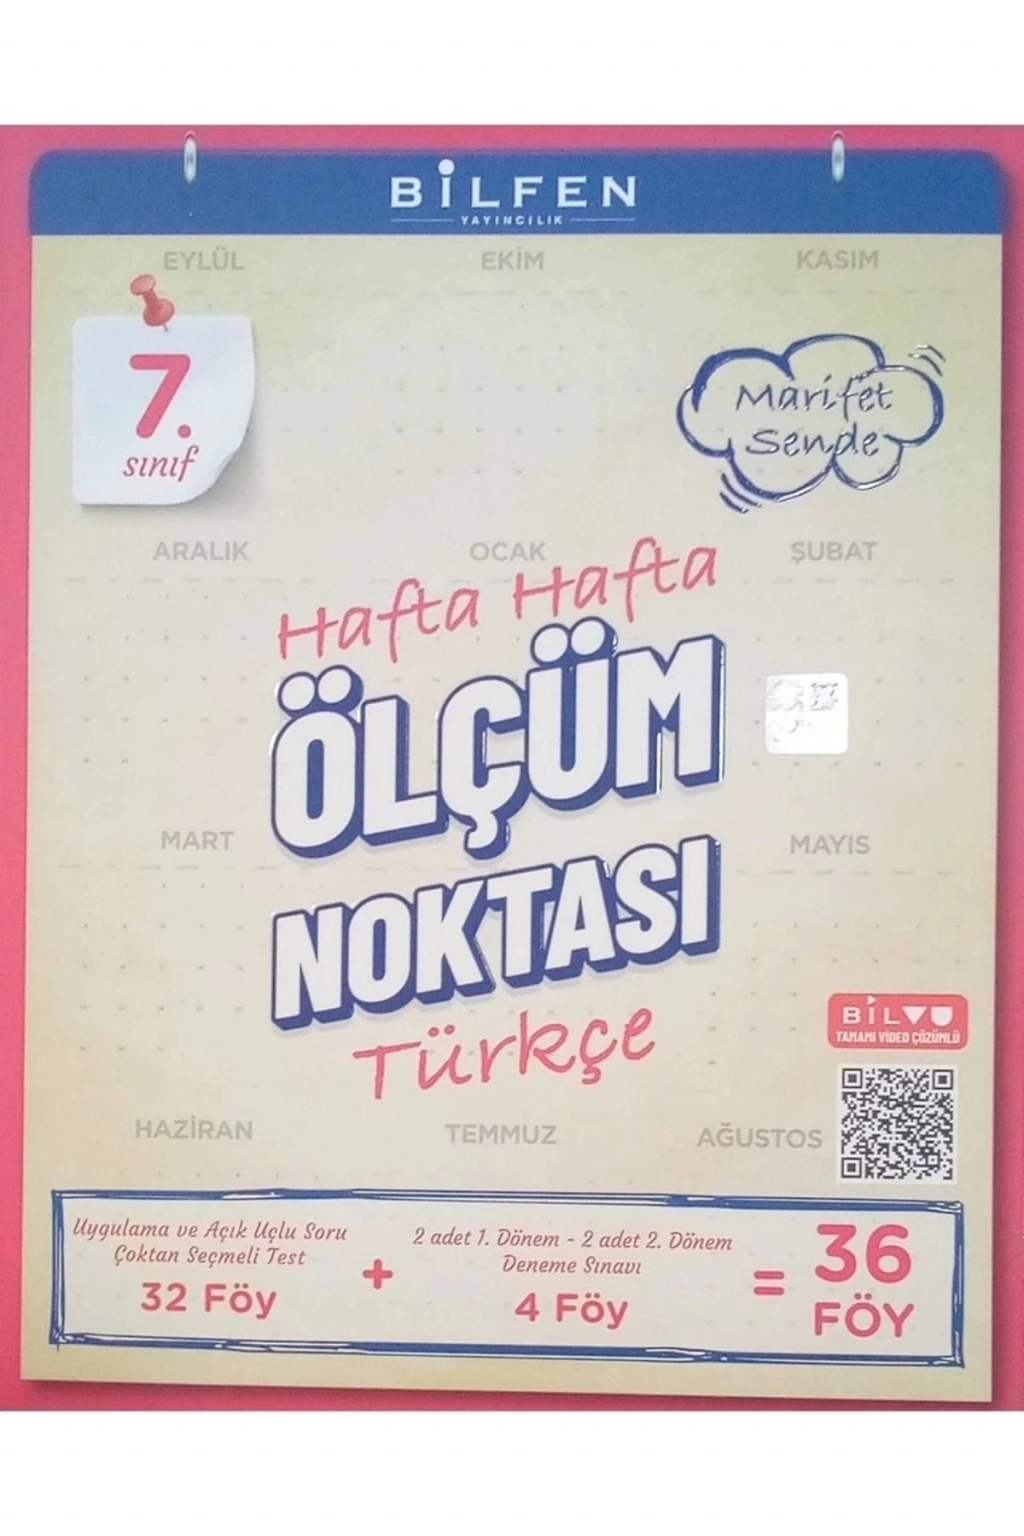 BİLFEN
YAYINCILIK
EYLÜL EKİM KASIM
7.
sınıf
Marifet
Sende
ARALIK OCAK ŞUBAT
Hafta Hafta
ÖLÇÜM
NOKTASI
Türkçe
MART MAYIS
BİLVU
TAMAMI VİDEO ÇÖZÜMLÜ
HAZİRAN TEMMUZ AĞUSTOS
Uygulama ve Açık Uçlu Soru
Çoktan Seçmeli Test
32 Föy
+
2 adet 1. Dönem - 2 adet 2. Dönem
Deneme Sınavı
4 Föy
=
36
FÖY